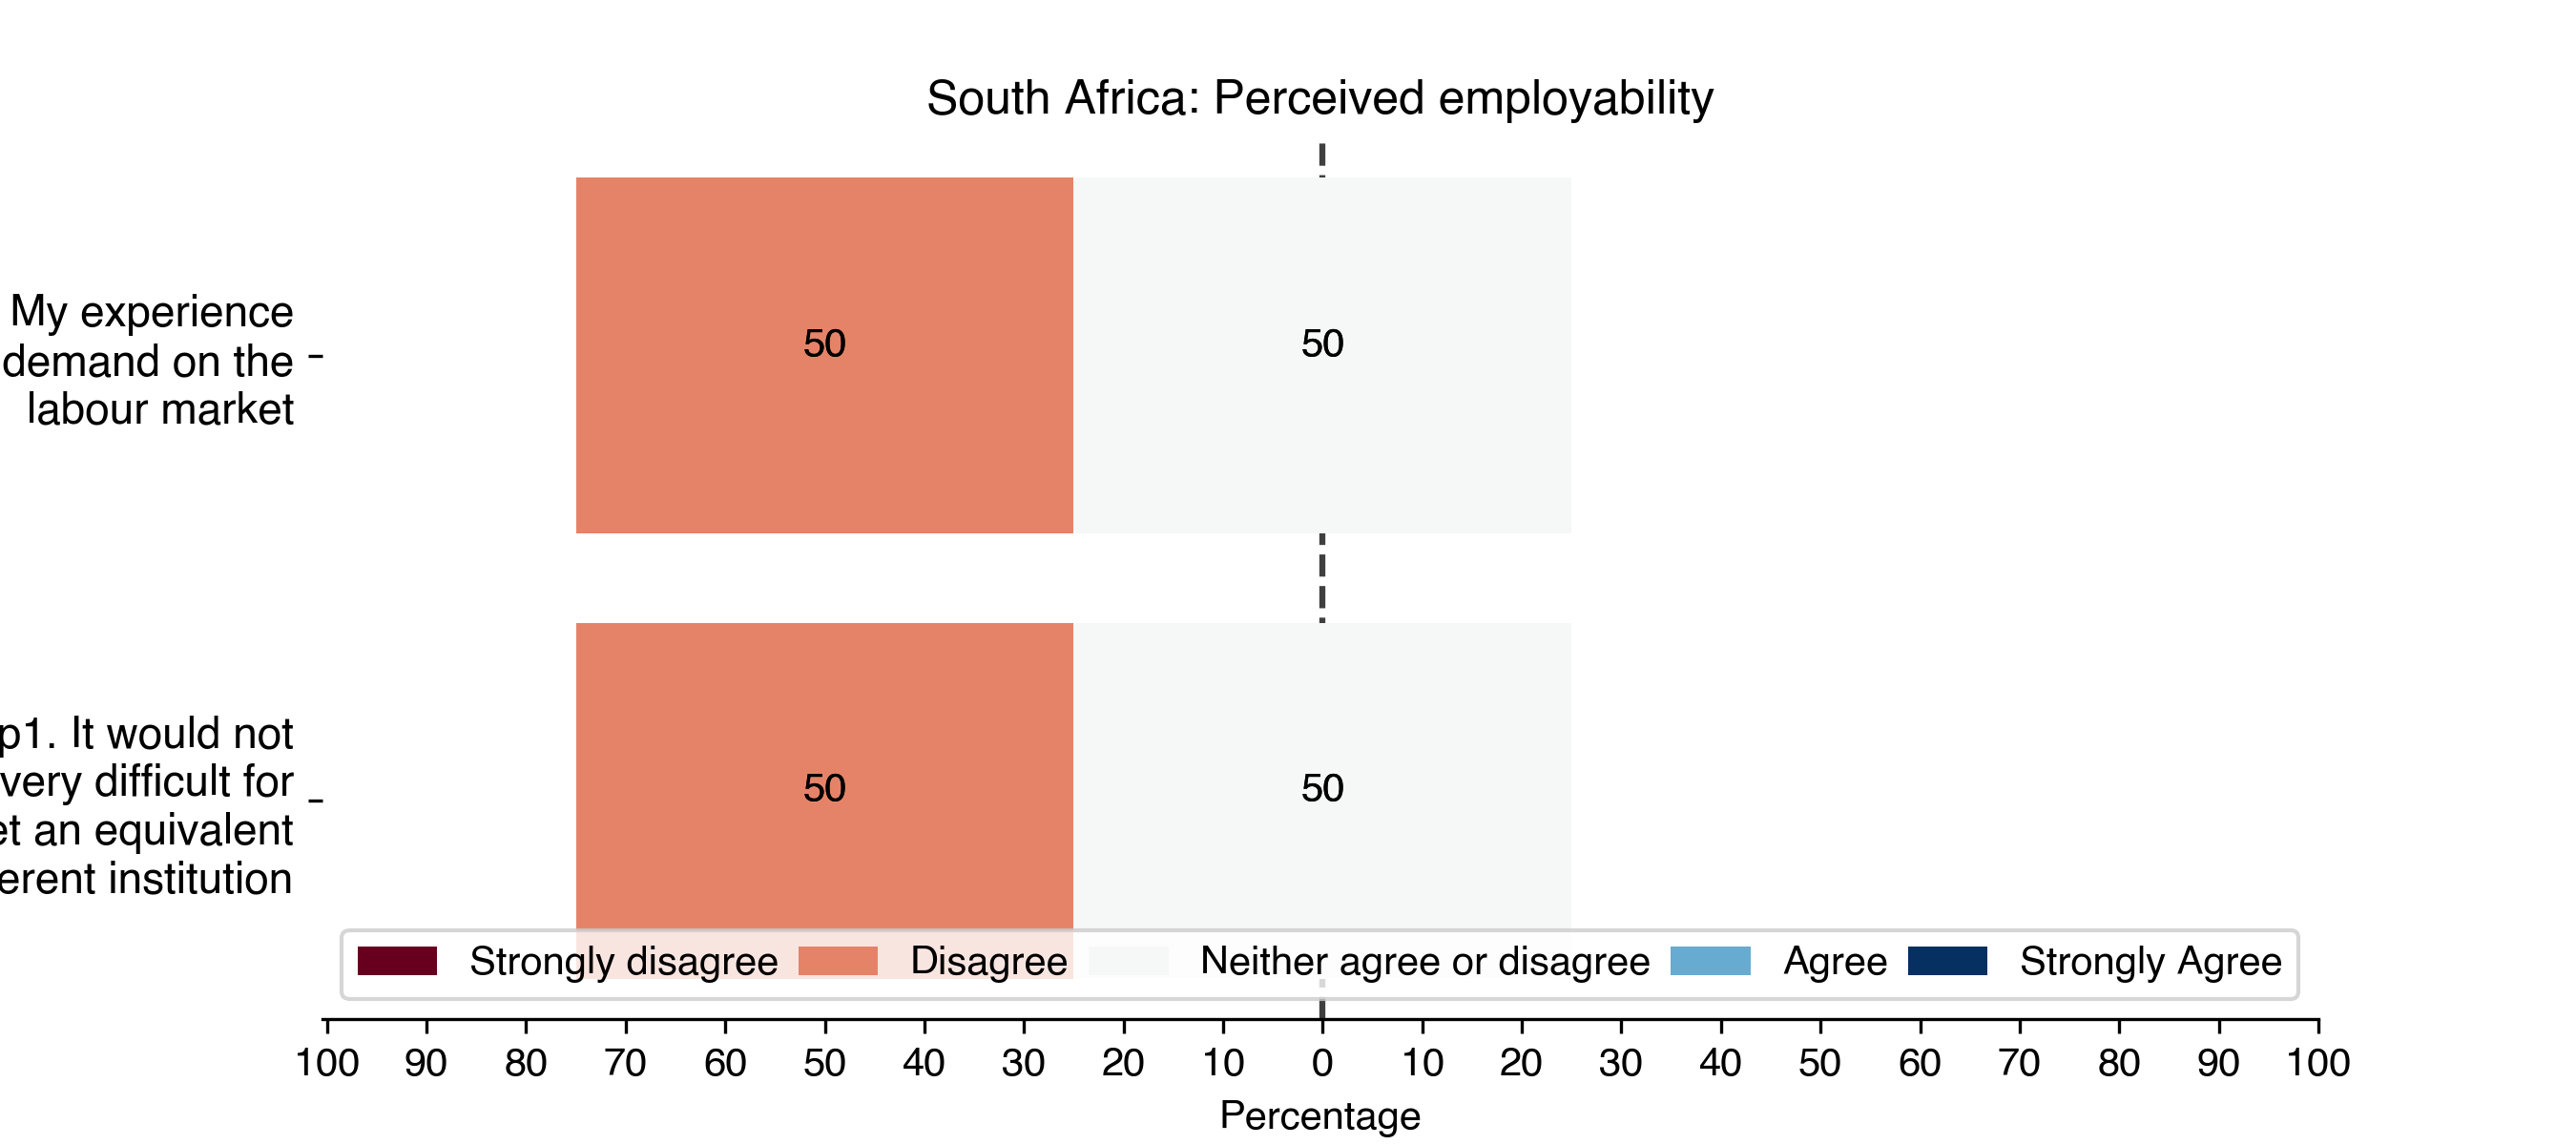 South Africa: Perceived employability
My experience
demand on the
labour market
50 50
p1. It would not
very difficult for
an equivalent
institution
50 50
Strongly disagree Disagree Neither agree or disagree Agree Strongly Agree
100 90 80 70 60 50 40 30 20 10 0 10 20 30 40 50 60 70 80 90 100
Percentage